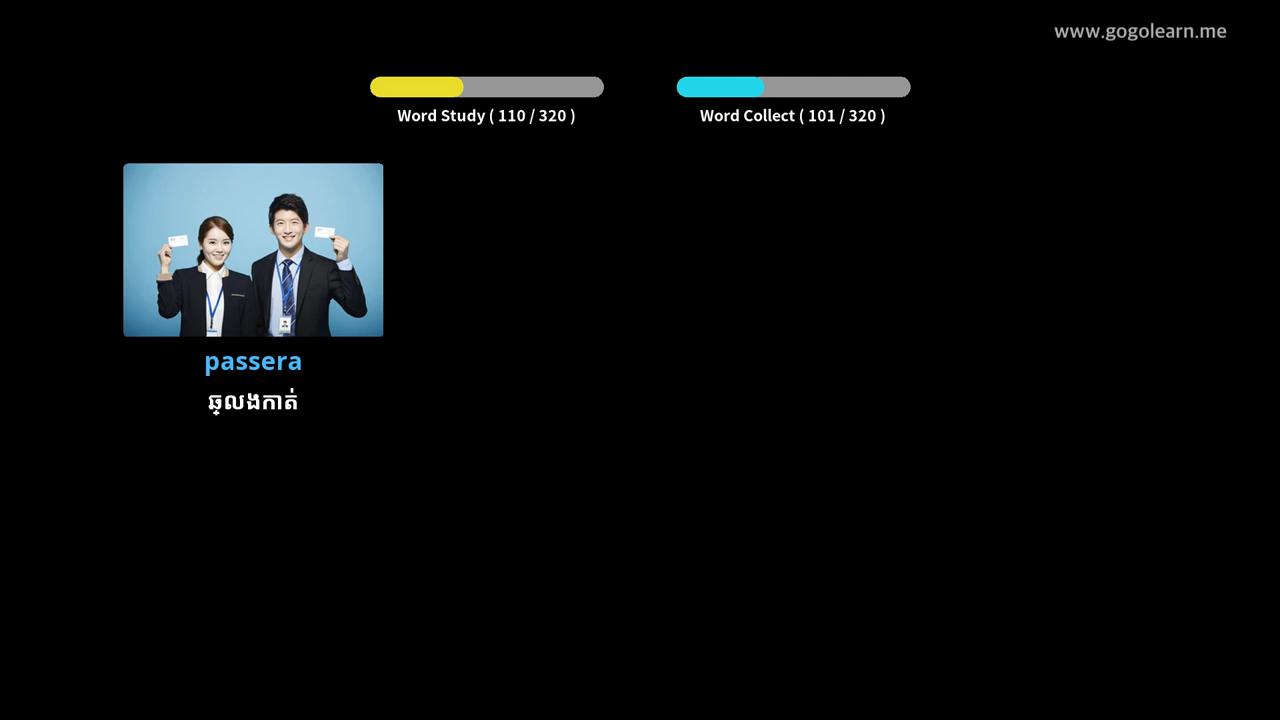 www.gogolearn.me
Word Study ( 110 / 320 )
Word Collect ( 101 / 320 )
passera
ឆ្លងកាត់